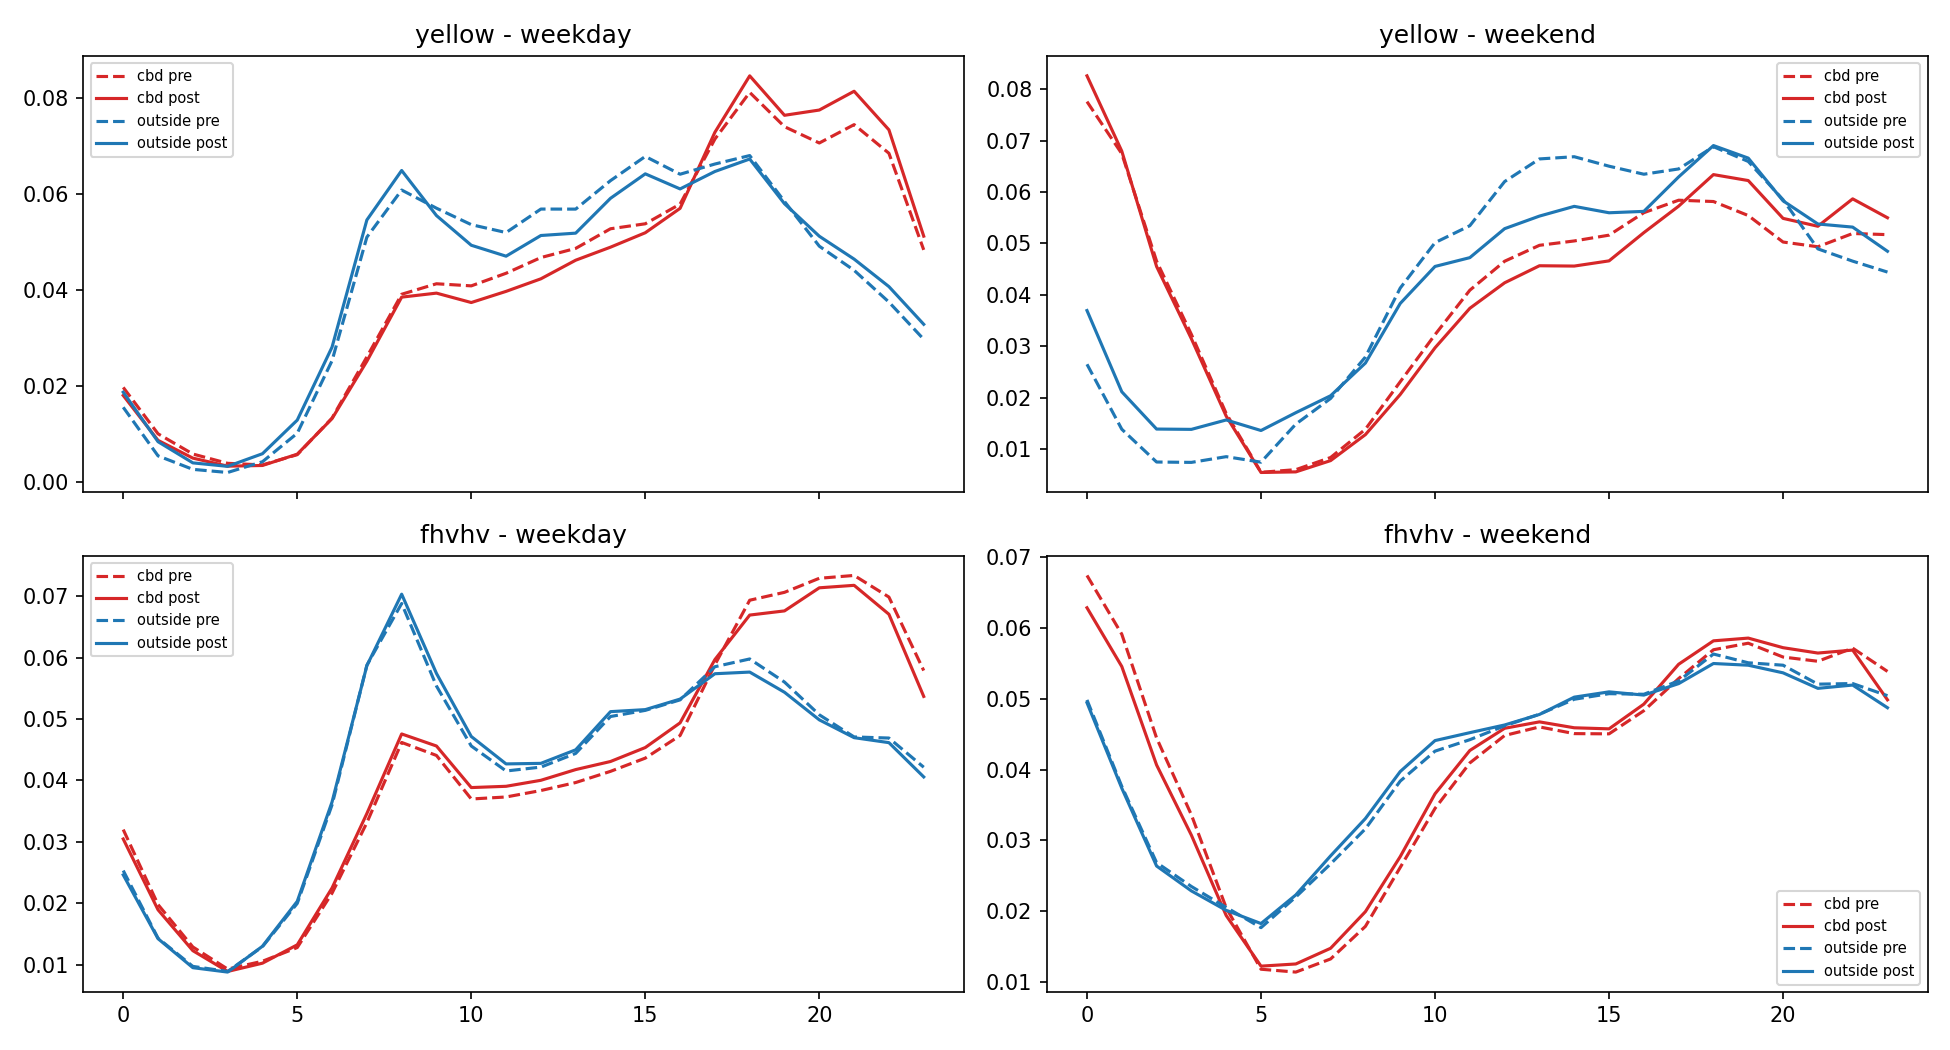 yellow - weekday
cbd pre
cbd post
outside pre
outside post
0.08
0.06
0.04
0.02
0.00
yellow - weekend
cbd pre
cbd post
outside pre
outside post
0.08
0.07
0.06
0.05
0.04
0.03
0.02
0.01
fhvhv - weekday
cbd pre
cbd post
outside pre
outside post
0.07
0.06
0.05
0.04
0.03
0.02
0.01
0 5 10 15 20
fhvhv - weekend
0.07
0.06
0.05
0.04
0.03
0.02
0.01
cbd pre
cbd post
outside pre
outside post
0 5 10 15 20